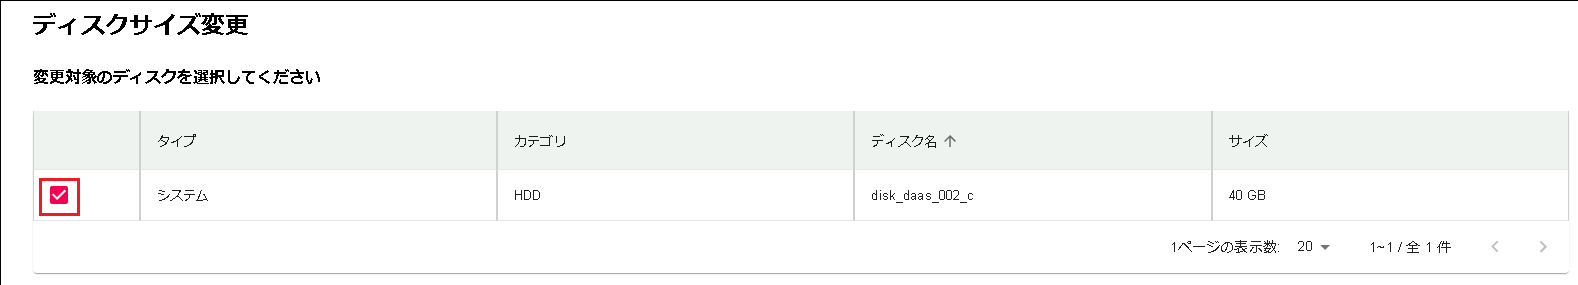 ディスクサイズ変更
変更対象のディスクを選択してください
タイプ カテゴリ ディスク名 サイズ
システム HDD disk_daas_002_c 40 GB
1ページの表示数: 20 1~1 / 全 1 件